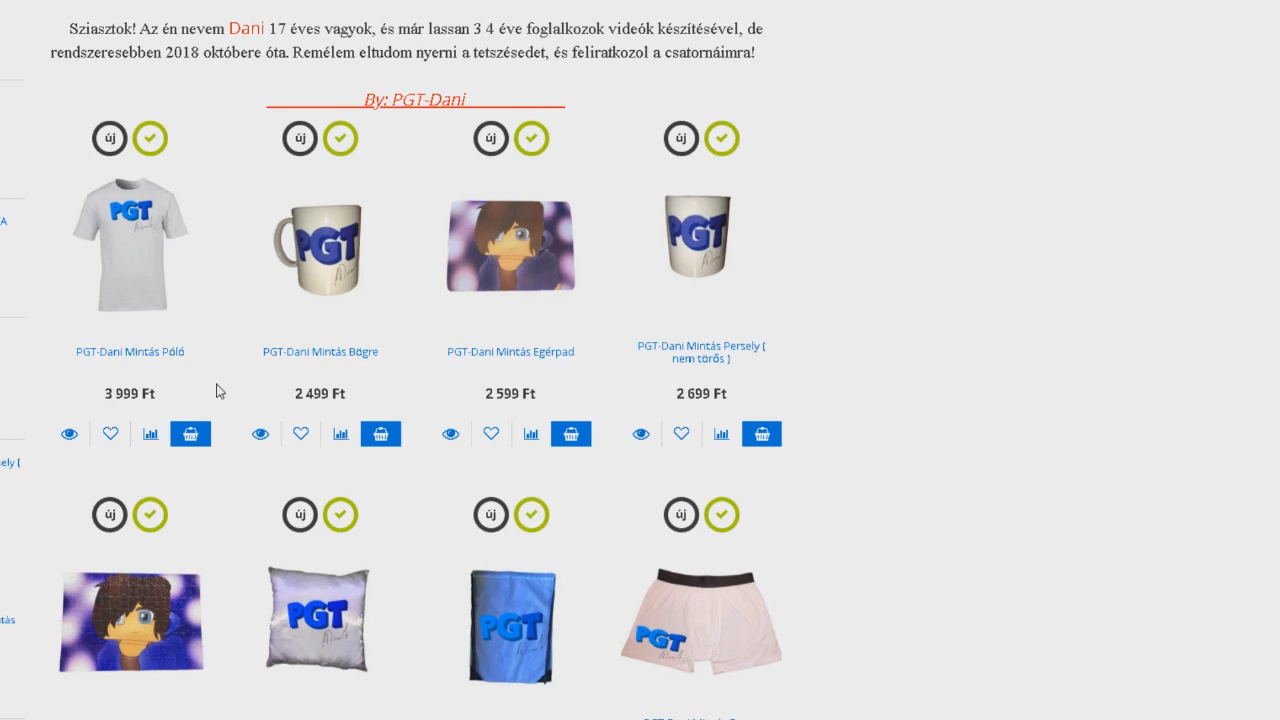 Sziasztok! Az én nevem Dani 17 éves vagyok, és már lassan 3 4 éve foglalkozok videók készítésével, de
rendszeresebben 2018 októbere óta. Remélem eltudom nyerni a tetszésedet, és feliratkozol a csatornáimra!
By: PGT-Dani
új új új új
PGT PGT PGT
PGT-Dani Mintás Póló
PGT-Dani Mintás Bögre
PGT-Dani Mintás Egérpad
PGT-Dani Mintás Persely (
nem törős )
3 999 Ft
2 499 Ft
2 599 Ft
2 699 Ft
új új új új
PGT PGT PGT